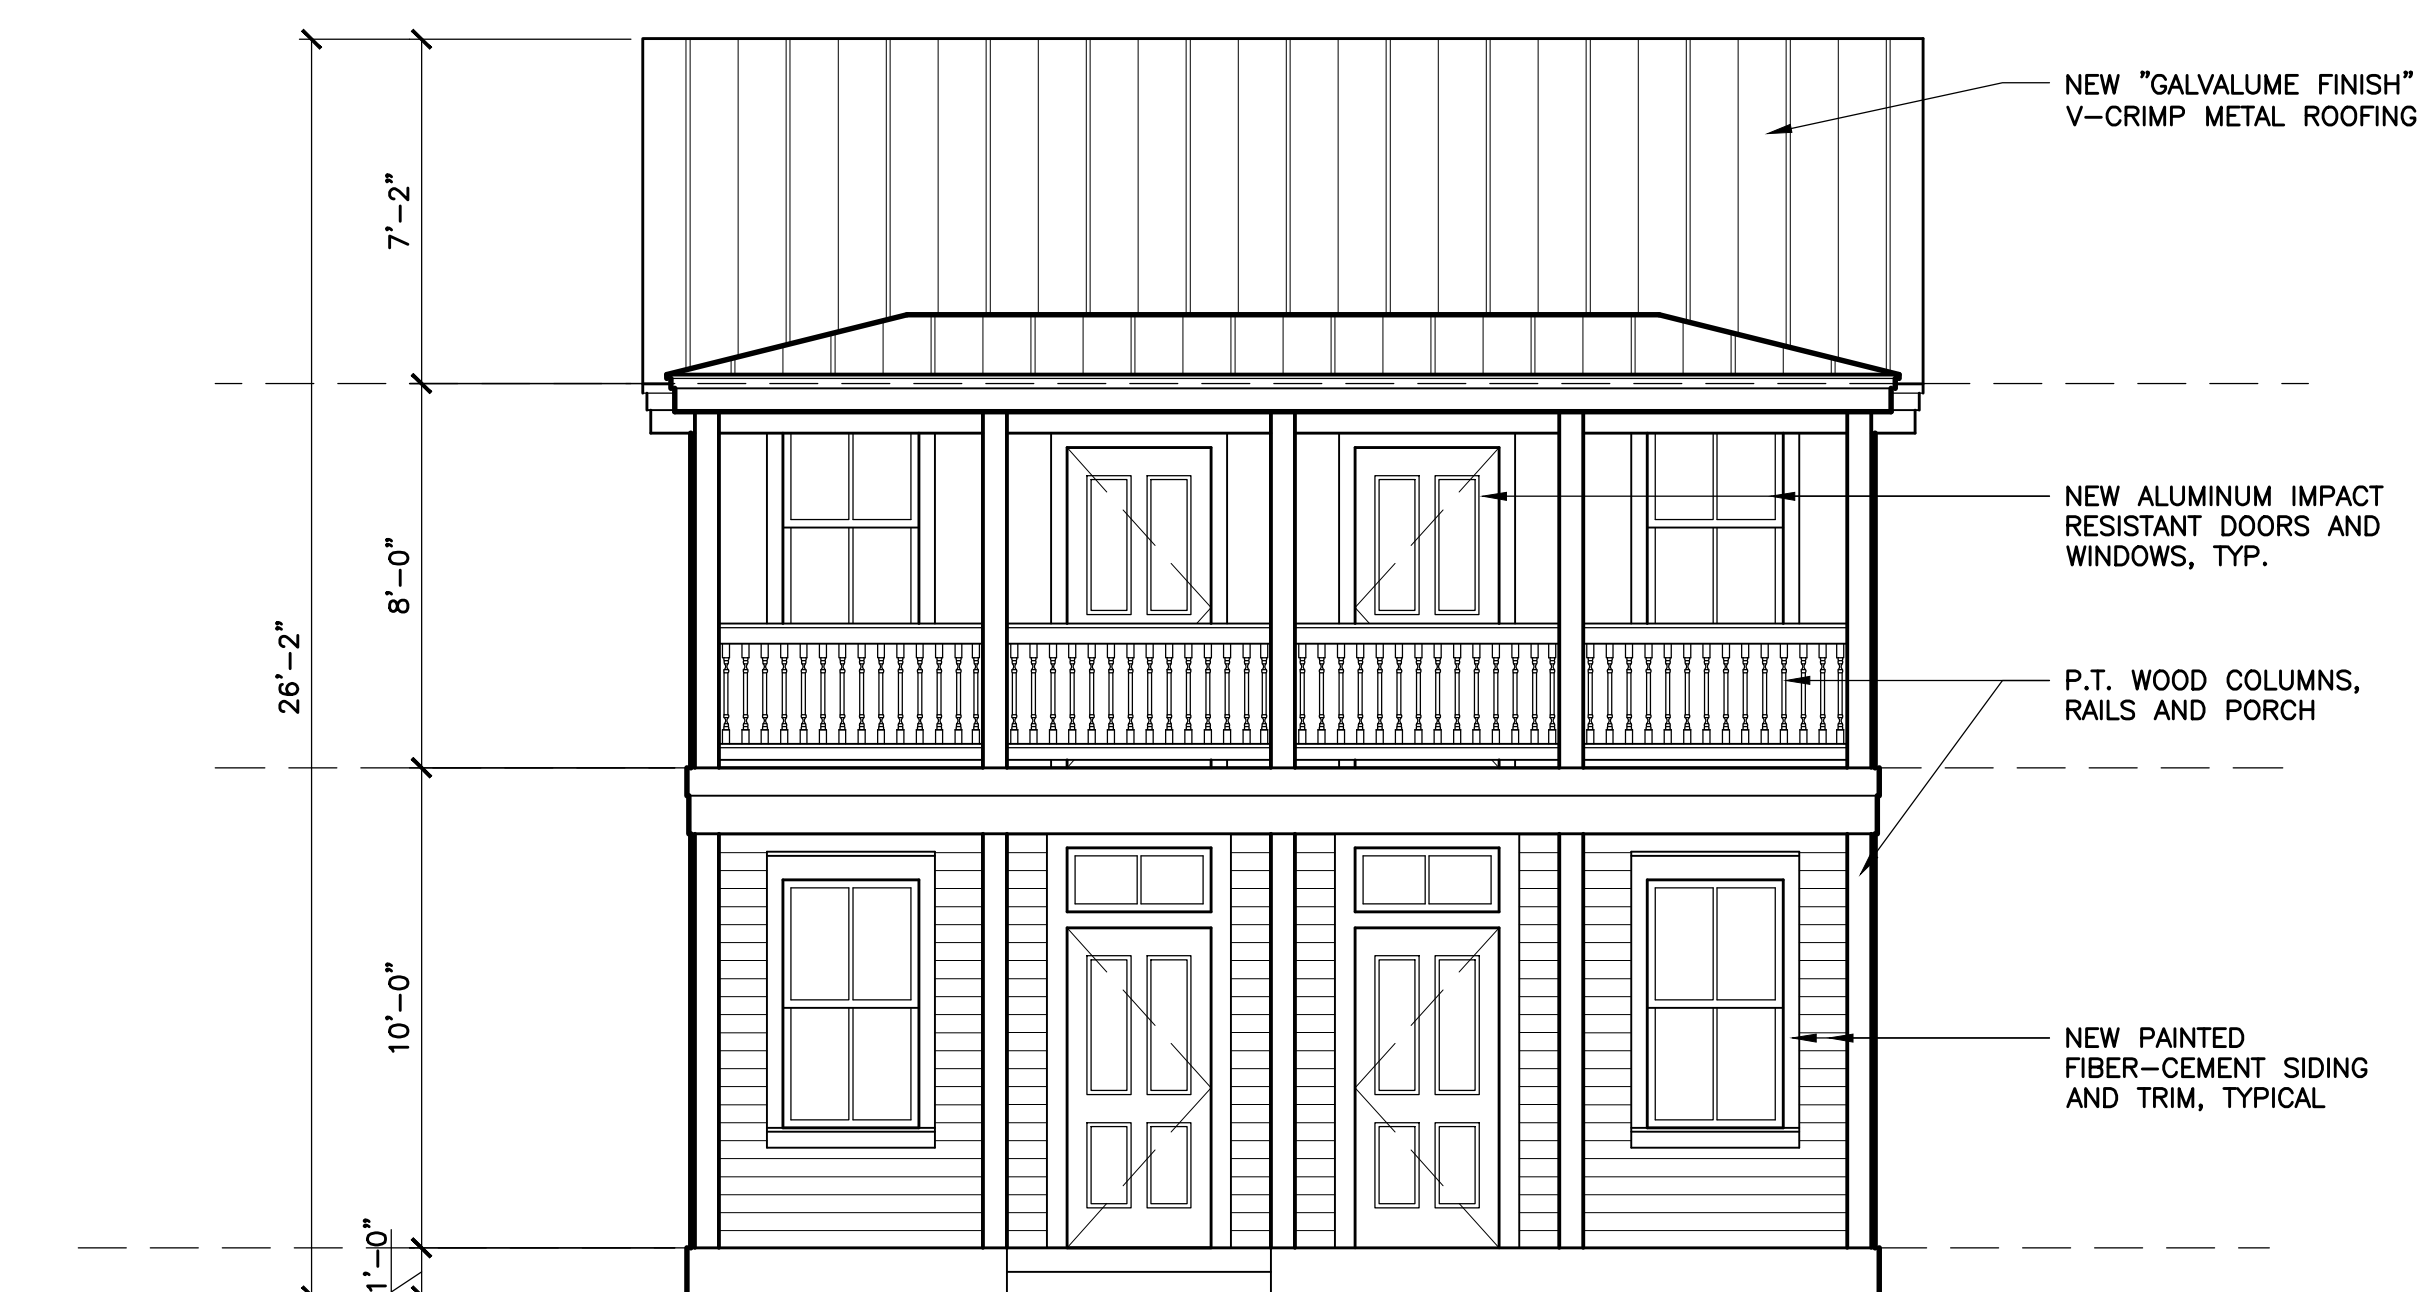 NEW "GALVALUME FINISH"
V-CRIMP METAL ROOFING
7'-2"
NEW ALUMINUM IMPACT
RESISTANT DOORS AND
WINDOWS, TYP.
8'-0"
26'-2"
P.T. WOOD COLUMNS,
RAILS AND PORCH
10'-0"
NEW PAINTED
FIBER-CEMENT SIDING
AND TRIM, TYPICAL
1'-0"